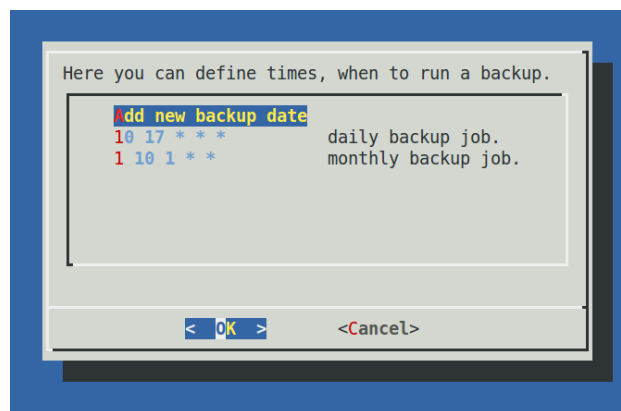 Here you can define times, when to run a backup.
Add new backup date
10 17 * * * daily backup job.
1 10 1 * * monthly backup job.
< OK > <Cancel>